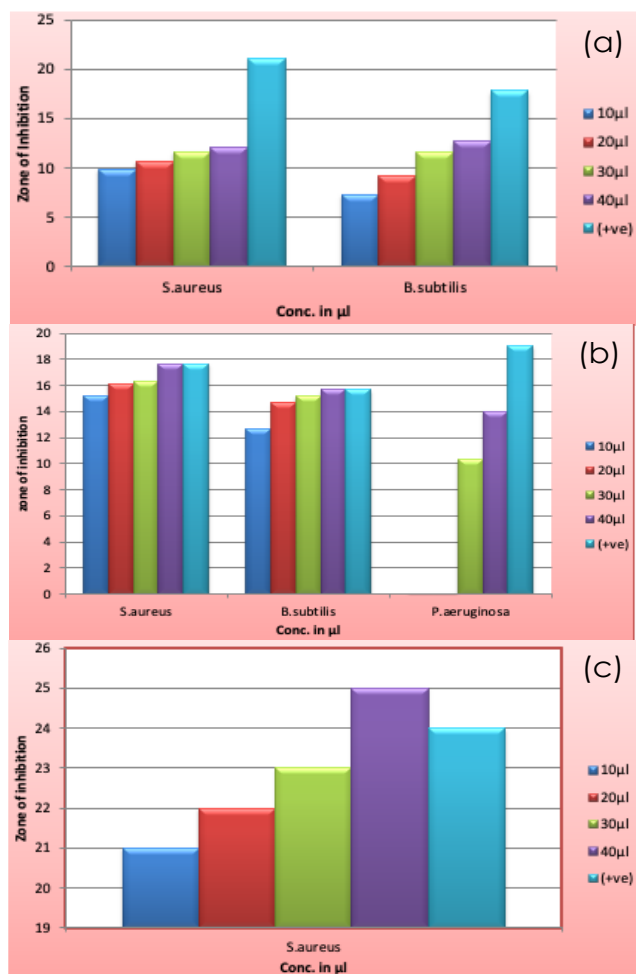 (a)
25
20
15
10
5
0
Zone of Inhibition
S.aureus
B.subtilis
Conc. in µl
10µl
20µl
30µl
40µl
(+ve)
(b)
20
18
16
14
12
10
8
6
4
2
0
zone of inhibition
S.aureus
B.subtilis
P.aeruginosa
Conc. in µl
10µl
20µl
30µl
40µl
(+ve)
(c)
26
25
24
23
22
21
20
19
Zone of inhibition
S.aureus
Conc. in µl
10µl
20µl
30µl
40µl
(+ve)